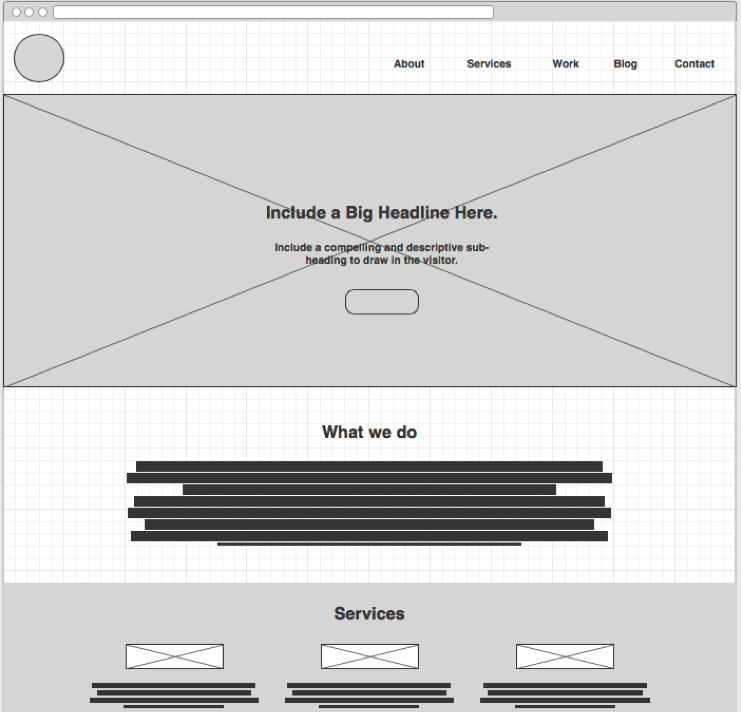 About Services Work Blog Contact
Include a Big Headline Here.
Include a compelling and descriptive sub-
heading to draw in the visitor.
What we do
Services